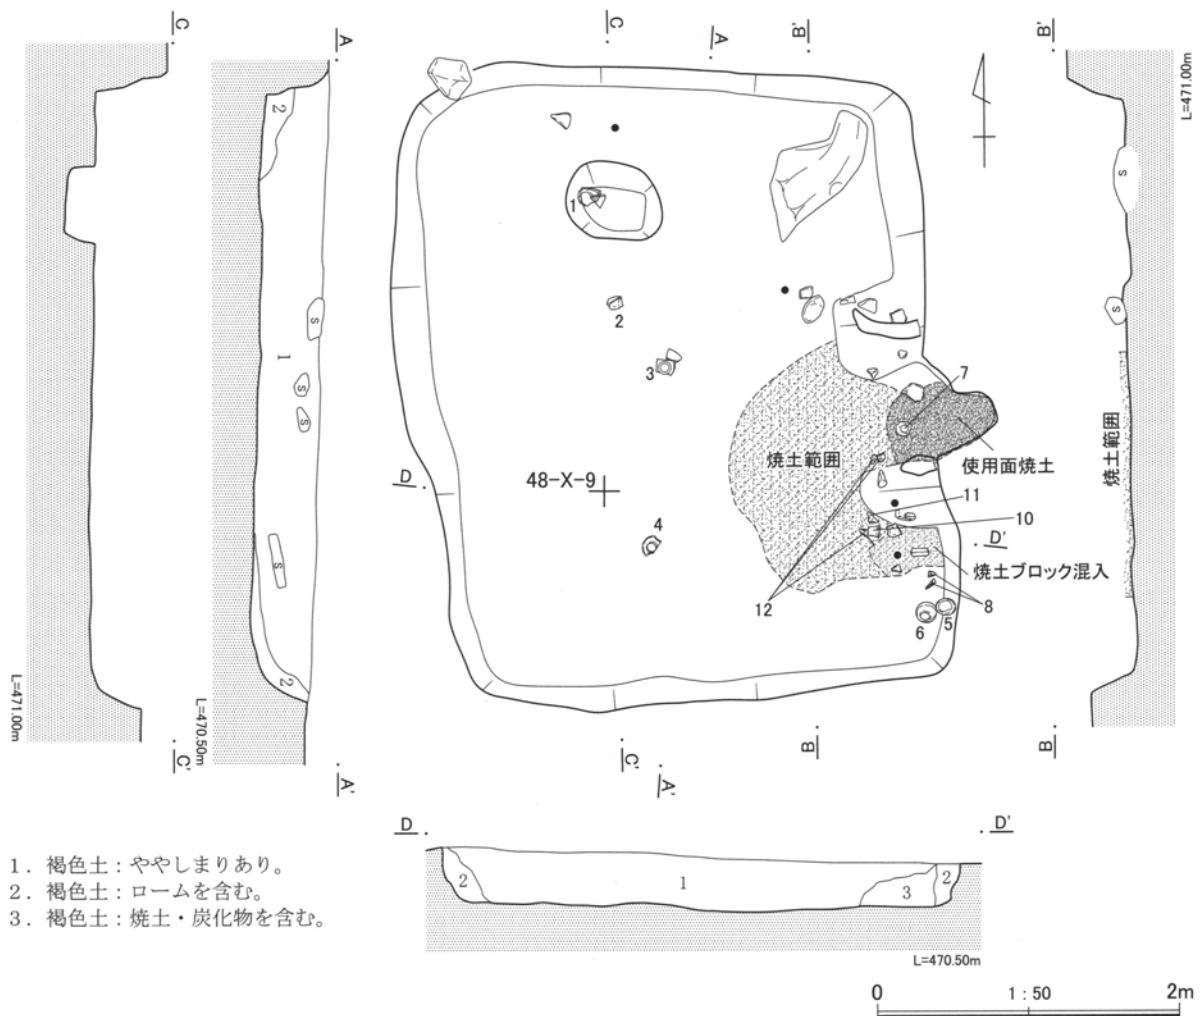 C
A
C
A
B'
B'
L=471.00m
2
1
2
3
S
S
S
1
S
S
7
焼土範囲
使用面焼土
焼土範囲
48-X-9
D
11
10
4
D'
焼土ブロック混入
S
12
8
6
5
2
L=471.00m
L=470.50m
C'
A'
C'
A'
B
B
D
D'
2
1
3
2
L=470.50m
1. 褐色土：ややしまりあり。
2. 褐色土：ロームを含む。
3. 褐色土：焼土・炭化物を含む。
0
1：50
2m